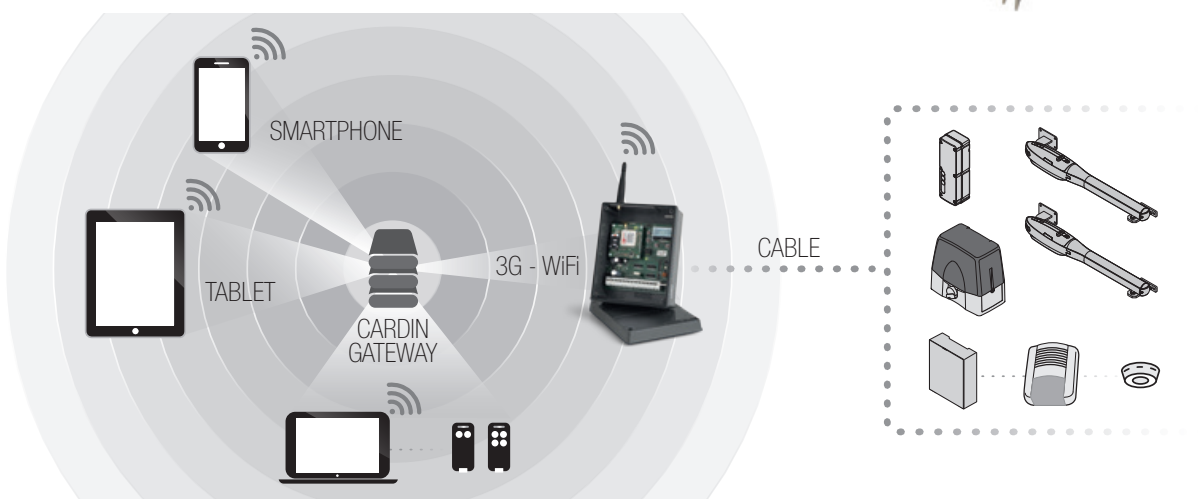 SMARTPHONE
3G - WiFi
CABLE
TABLET
CARDIN
GATEWAY